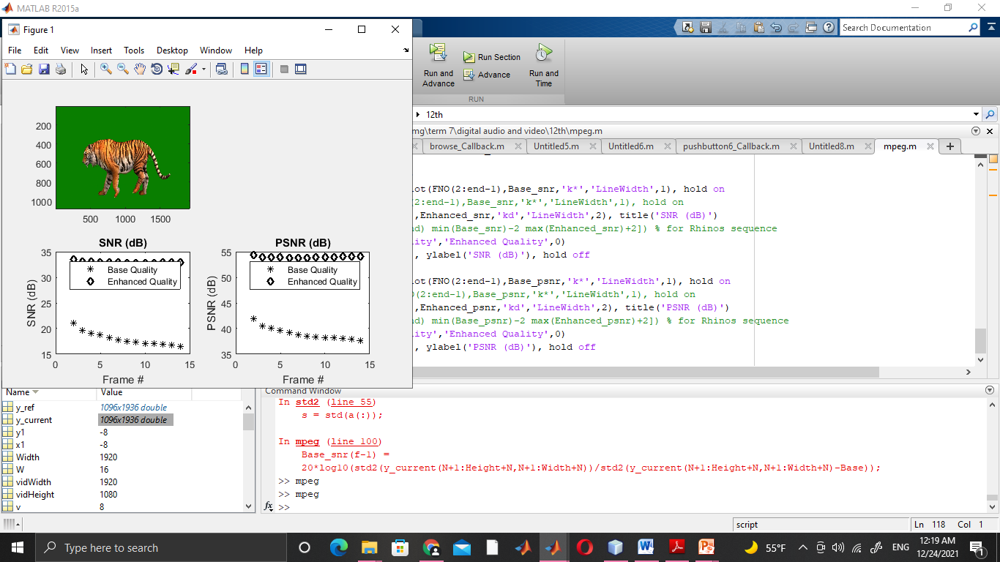 MATLAB R2015a
Figure 1
Search Documentation
File Edit View Insert Tools Desktop Window Help
Run and Advance
Run Section
Advance
Run and Time
RUN
12th
mg\term 7\digital audio and video\12th\mpeg.m
browse_Callback.m Untitled5.m Untitled6.m pushbutton6_Callback.m Untitled8.m mpeg.m
200
400
600
800
1000
500 1000 1500
SNR (dB)
35
30
25
20
15
SNR (dB)
Base Quality
Enhanced Quality
0 5 10 15
Frame #
PSNR (dB)
55
50
45
40
35
PSNR (dB)
Base Quality
Enhanced Quality
0 5 10 15
Frame #
lot(FNO(2:end-1),Base_snr,'k*','LineWidth',1), hold on
(2:end-1),Base_snr,'k*','LineWidth',1), hold on
,Enhanced_snr,'kd','LineWidth',2), title('SNR (dB)')
d) min(Base_snr)-2 max(Enhanced_snr)+2]) % for Rhinos sequence
ity','Enhanced Quality',0)
, ylabel('SNR (dB)'), hold off
lot(FNO(2:end-1),Base_psnr,'k*','LineWidth',1), hold on
O(2:end-1),Base_psnr,'k*','LineWidth',1), hold on
,Enhanced_psnr,'kd','LineWidth',2), title('PSNR (dB)')
d) min(Base_psnr)-2 max(Enhanced_psnr)+2]) % for Rhinos sequence
ity','Enhanced Quality',0)
, ylabel('PSNR (dB)'), hold off
Name Value
y_ref 1096x1936 double
y_current 1096x1936 double
y1 -8
x1 -8
Width 1920
W 16
vidWidth 1920
vidHeight 1080
v 8
Command Window
In std2 (line 55)
s = std(a(:));
In mpeg (line 100)
Base_snr(f-1) =
20*log10(std2(y_current(N+1:Height+N,N+1:Width+N))/std2(y_current(N+1:Height+N,N+1:Width+N)-Base));
>> mpeg
>> mpeg
fx >>
script
Ln 118 Col 1
Type here to search
55°F
ENG
12:19 AM
12/24/2021
1